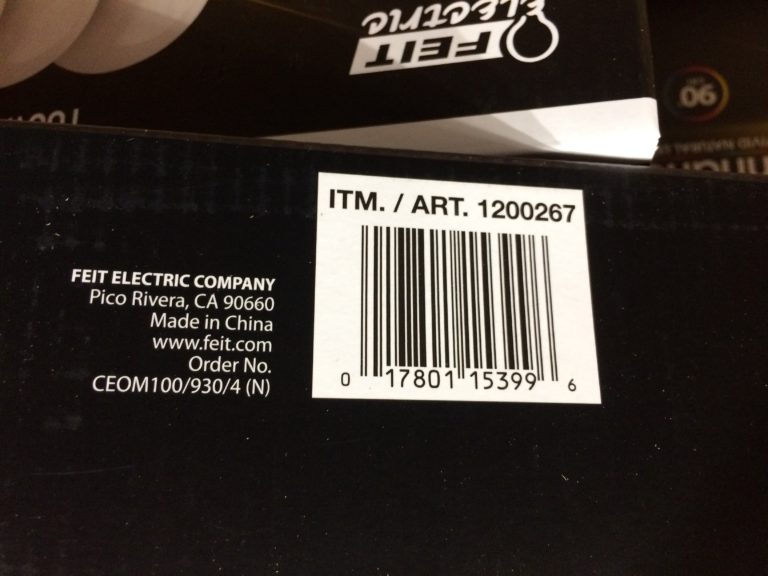 FEIT
ELECTRIC
90
ITM. / ART. 1200267
FEIT ELECTRIC COMPANY
Pico Rivera, CA 90660
Made in China
www.feit.com
Order No.
CEOM100/930/4 (N)
0 17801 15399 6